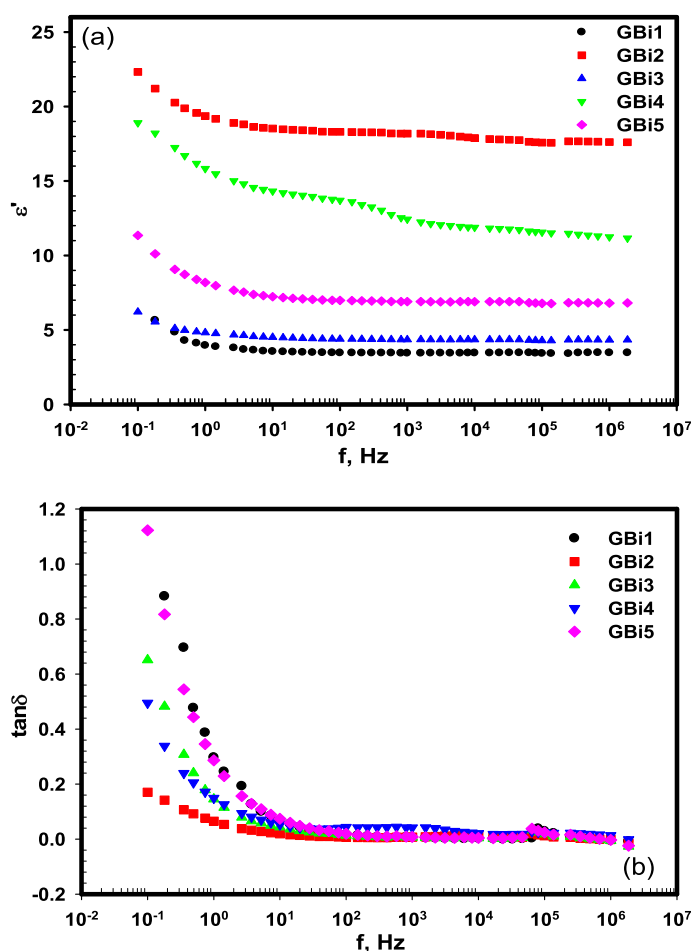 (a)
GBi1
GBi2
GBi3
GBi4
GBi5
25
20
15
10
5
0
ε'
10⁻² 10⁻¹ 10⁰ 10¹ 10² 10³ 10⁴ 10⁵ 10⁶ 10⁷
f, Hz
1.2
1.0
0.8
0.6
0.4
0.2
0.0
-0.2
tanδ
GBi1
GBi2
GBi3
GBi4
GBi5
(b)
10⁻² 10⁻¹ 10⁰ 10¹ 10² 10³ 10⁴ 10⁵ 10⁶ 10⁷
f, Hz